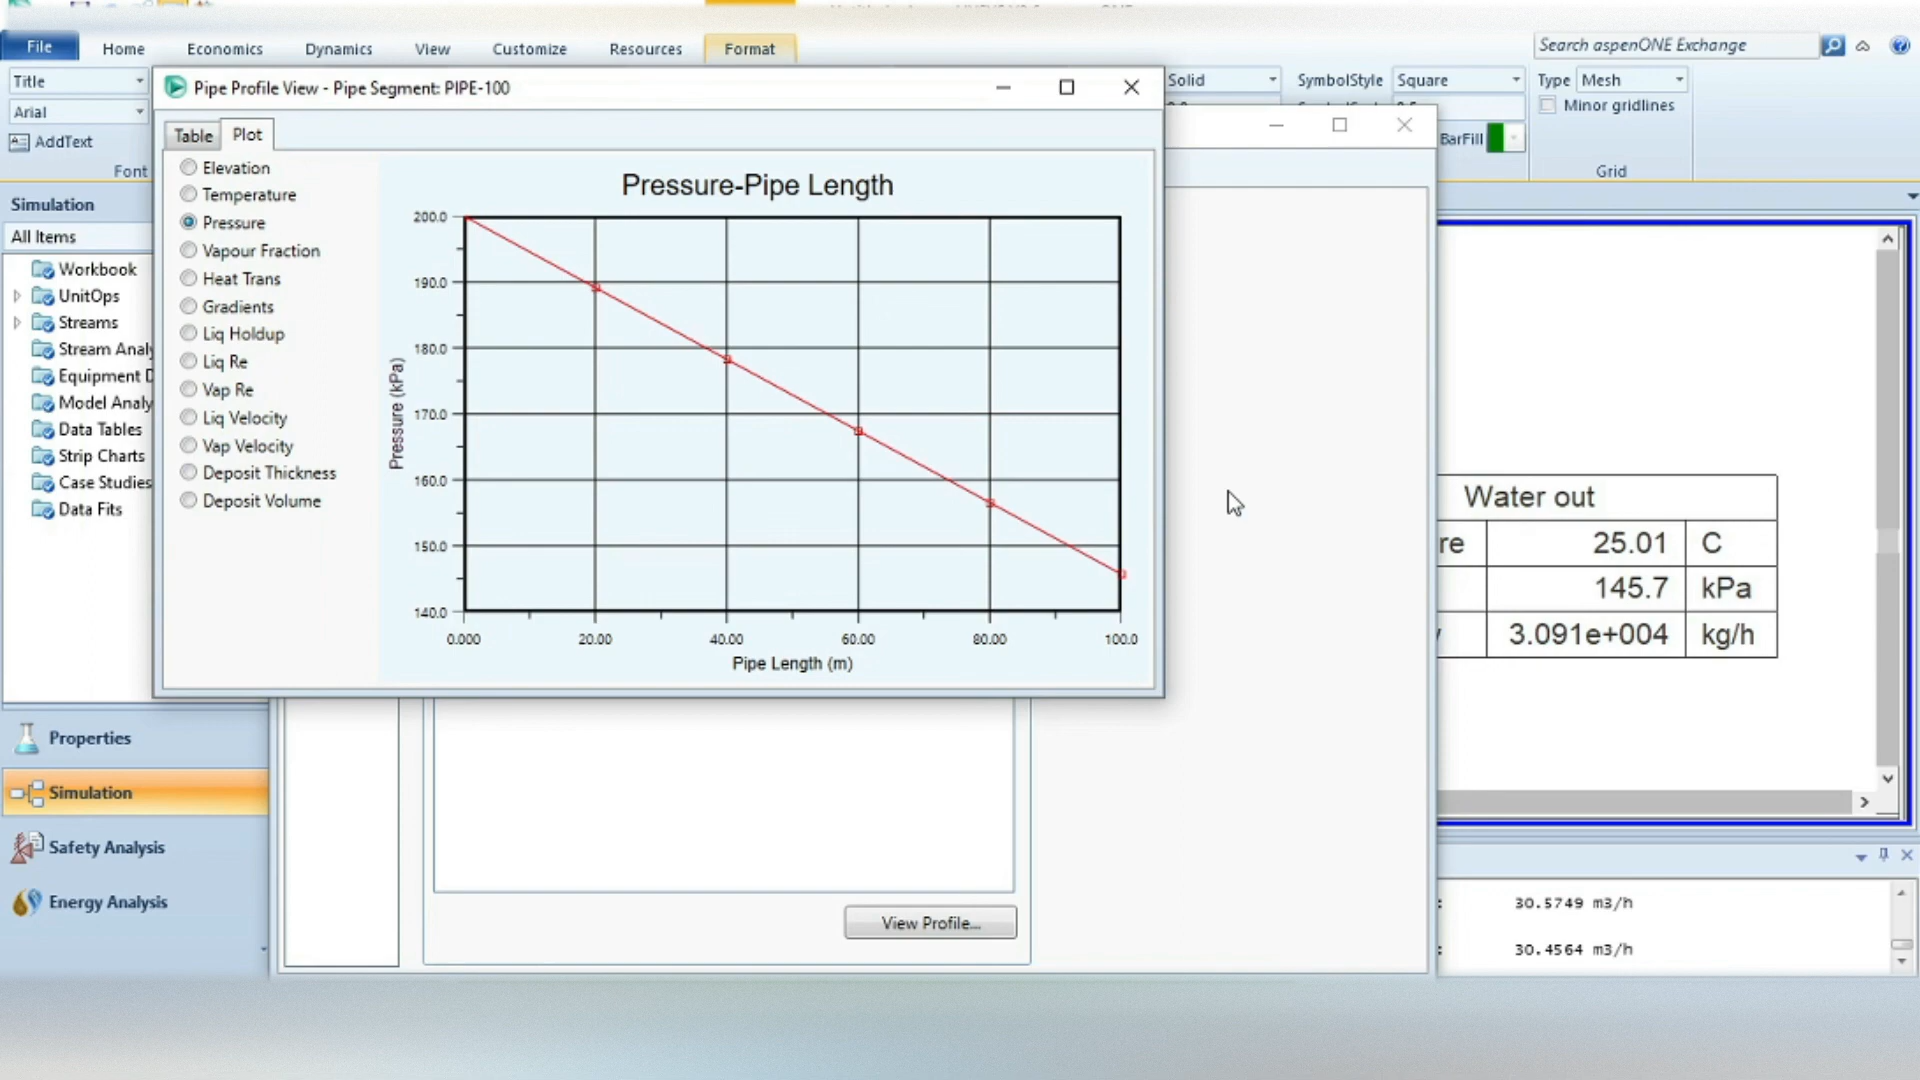 File
Home
Economics
Dynamics
View
Customize
Resources
Format
Search aspenONE Exchange
Title
Arial
AddText
Font
Pipe Profile View - Pipe Segment: PIPE-100
Solid
SymbolStyle
Square
Type
Mesh
Minor gridlines
BarFill
Grid
Simulation
All Items
Workbook
UnitOps
Streams
Stream Analy
Equipment D
Model Analy
Data Tables
Strip Charts
Case Studies
Data Fits
Properties
Simulation
Safety Analysis
Energy Analysis
Table
Plot
Elevation
Temperature
Pressure
Vapour Fraction
Heat Trans
Gradients
Liq Holdup
Liq Re
Vap Re
Liq Velocity
Vap Velocity
Deposit Thickness
Deposit Volume
Pressure-Pipe Length
Pressure (kPa)
200.0
190.0
180.0
170.0
160.0
150.0
140.0
0.000 20.00 40.00 60.00 80.00 100.0
Pipe Length (m)
View Profile...
Water out
re 25.01 C
145.7 kPa
3.091e+004 kg/h
: 30.5749 m3/h
: 30.4564 m3/h